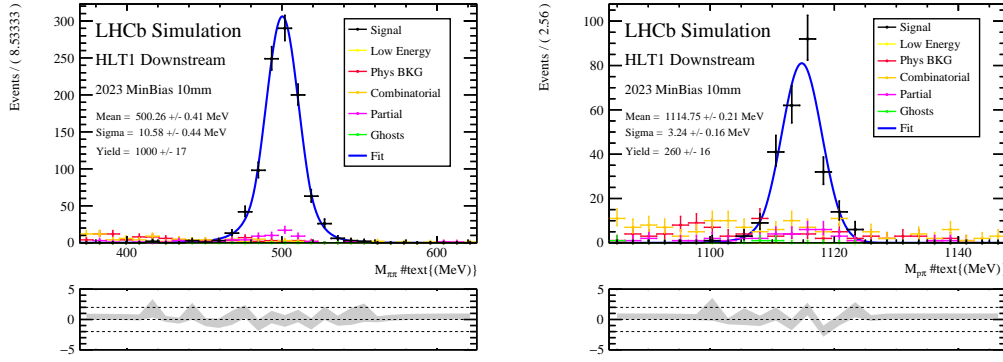 LHCb Simulation
HLT1 Downstream
2023 MinBias 10mm
Mean = 500.26 +/- 0.41 MeV
Sigma = 10.58 +/- 0.44 MeV
Yield = 1000 +/- 17
Signal
Low Energy
Phys BKG
Combinatorial
Partial
Ghosts
Fit
Events / ( 8.53333 )
300
250
200
150
100
50
0
400
500
600
M_{ππ} #text{(MeV)}
5
0
−5
LHCb Simulation
HLT1 Downstream
2023 MinBias 10mm
Mean = 1114.75 +/- 0.21 MeV
Sigma = 3.24 +/- 0.16 MeV
Yield = 260 +/- 16
Signal
Low Energy
Phys BKG
Combinatorial
Partial
Ghosts
Fit
Events / ( 2.56 )
100
80
60
40
20
0
1100
1120
1140
M_{pπ} #text{(MeV)}
5
0
−5